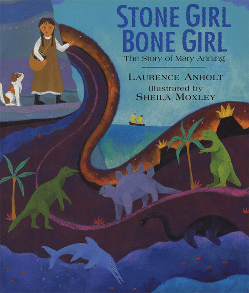 STONE GIRL
BONE GIRL
The Story of Mary Anning
LAURENCE ANHOLT
illustrated by
SHEILA MOXLEY